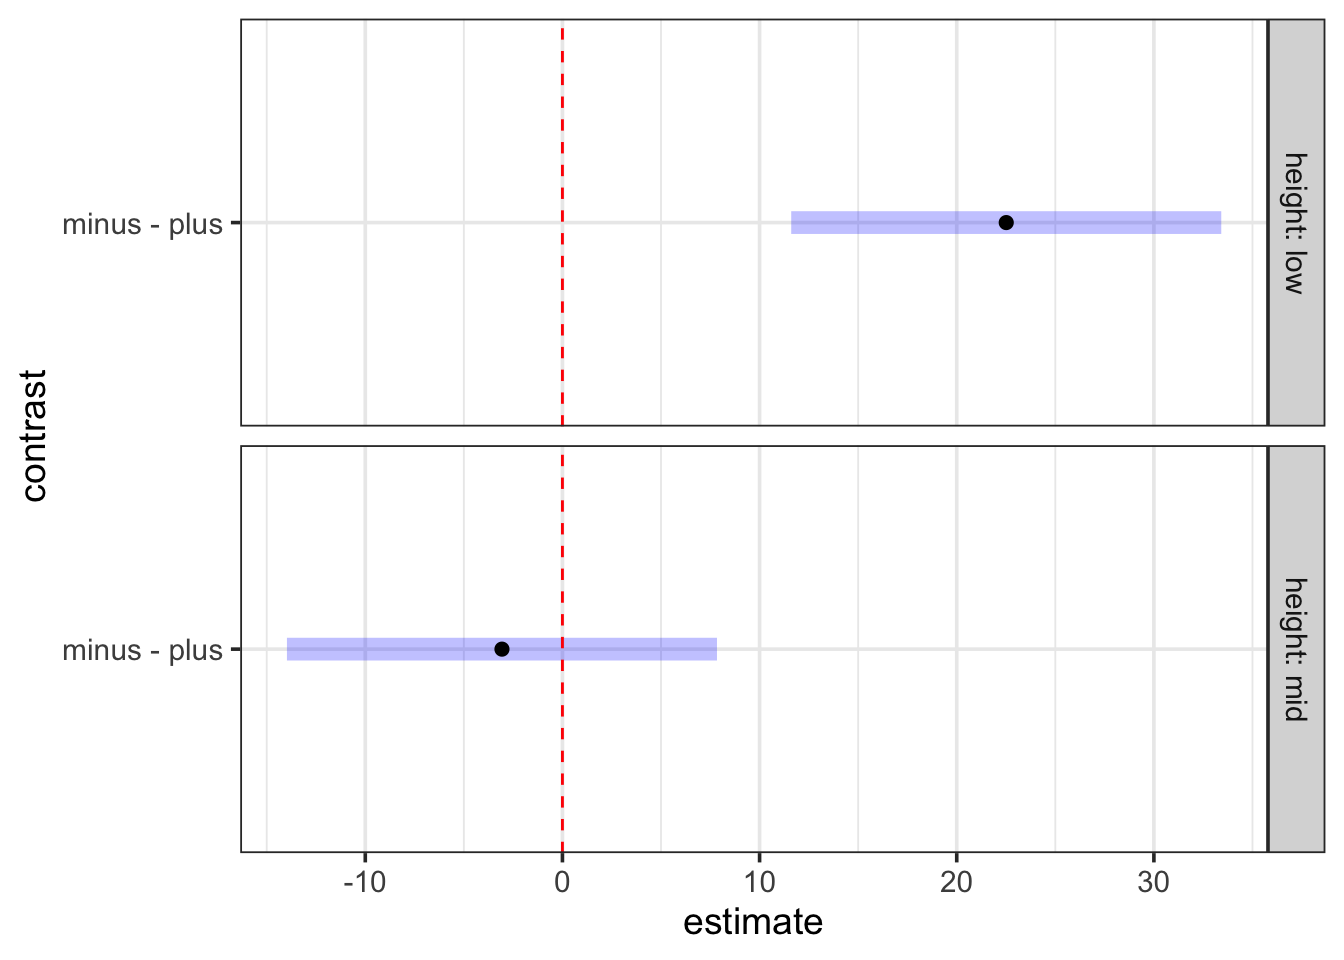 contrast
minus - plus
height: low
minus - plus
height: mid
-10 0 10 20 30
estimate